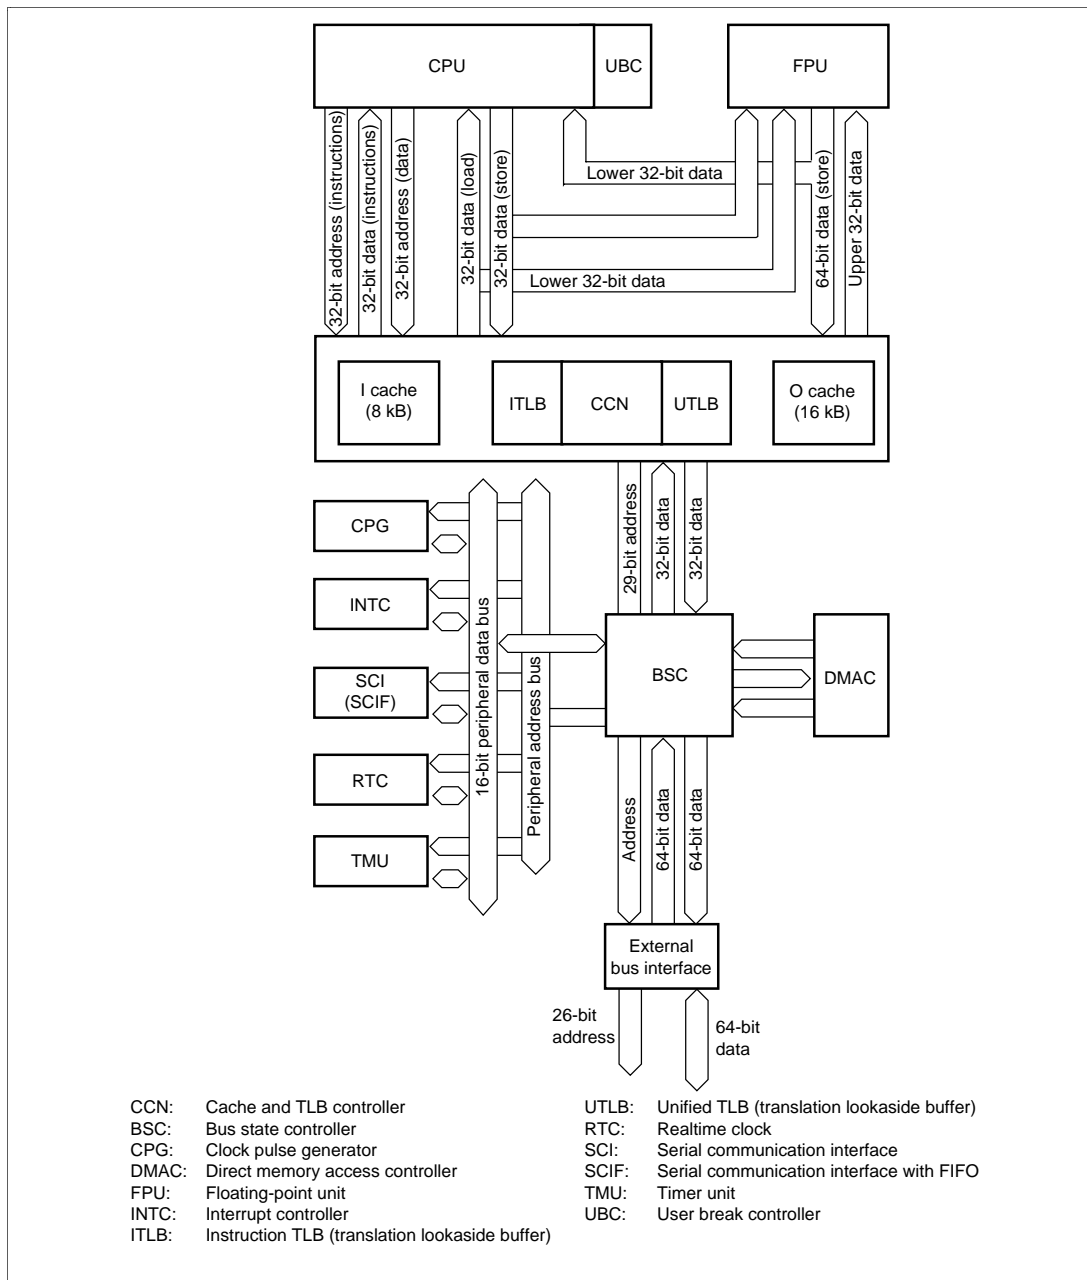 CPU
UBC
FPU
32-bit address (instructions)
32-bit data (instructions)
32-bit address (data)
32-bit data (load)
32-bit data (store)
Lower 32-bit data
Lower 32-bit data
64-bit data (store)
Upper 32-bit data
I cache
(8 kB)
ITLB
CCN
UTLB
O cache
(16 kB)
CPG
INTC
SCI
(SCIF)
RTC
TMU
16-bit peripheral data bus
Peripheral address bus
29-bit address
32-bit data
32-bit data
BSC
DMAC
Address
64-bit data
64-bit data
External
bus interface
26-bit
address
64-bit
data
CCN: Cache and TLB controller
BSC: Bus state controller
CPG: Clock pulse generator
DMAC: Direct memory access controller
FPU: Floating-point unit
INTC: Interrupt controller
ITLB: Instruction TLB (translation lookaside buffer)
UTLB: Unified TLB (translation lookaside buffer)
RTC: Realtime clock
SCI: Serial communication interface
SCIF: Serial communication interface with FIFO
TMU: Timer unit
UBC: User break controller